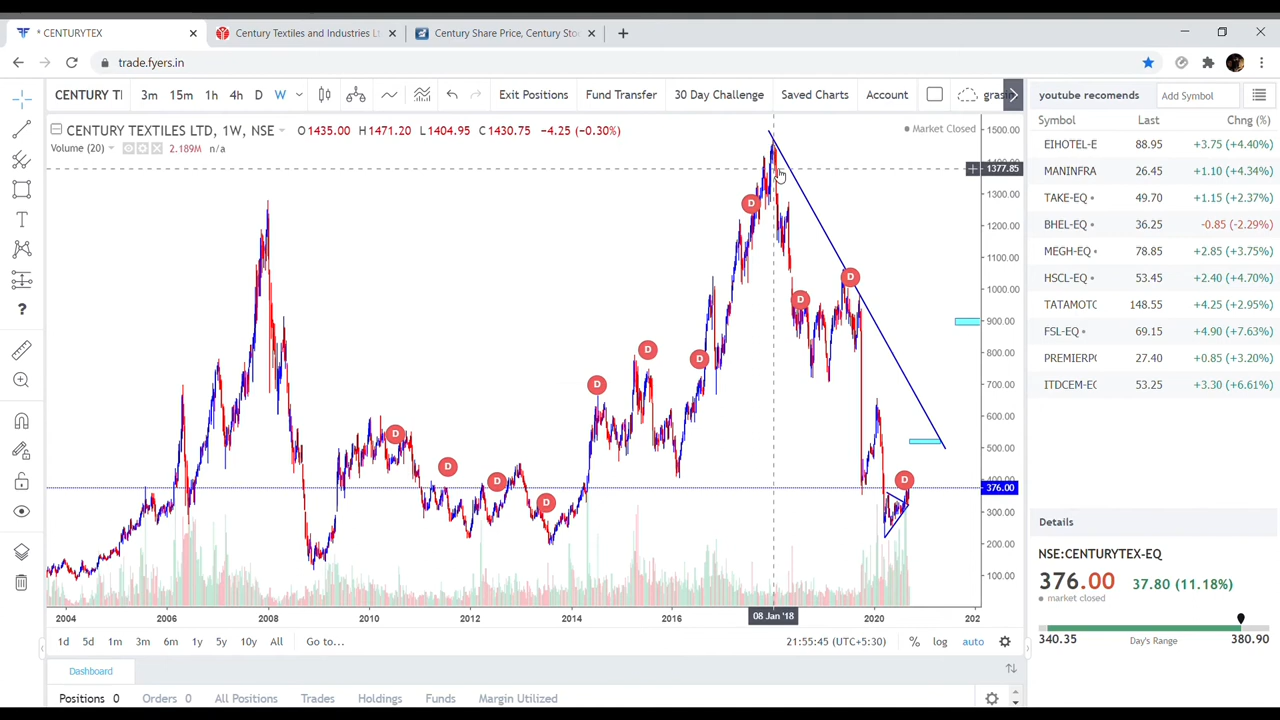 * CENTURYTEX
Century Textiles and Industries L
Century Share Price, Century Sto
trade.fyers.in
CENTURY TI 3m 15m 1h 4h D W Exit Positions Fund Transfer 30 Day Challenge Saved Charts Account
CENTURY TEXTILES LTD, 1W, NSE O 1435.00 H 1471.20 L 1404.95 C 1430.75 -4.25 (-0.30%)
Market Closed
Volume (20) 2.189M n/a
1500.00
1377.85
1300.00
1200.00
1100.00
1000.00
900.00
800.00
700.00
600.00
500.00
376.00
300.00
200.00
100.00
D
D
D
D
D
D
D
D
D
D
D
D
2004 2006 2008 2010 2012 2014 2016 08 Jan '18 2020 202
1d 5d 1m 3m 6m 1y 5y 10y All Go to... 21:55:45 (UTC+5:30) % log auto
Dashboard
Positions 0 Orders 0 All Positions Trades Holdings Funds Margin Utilized
youtube recomends Add Symbol
Symbol Last Chng (%)
EIHOTEL-E 88.95 +3.75 (+4.40%)
MANINFRA 26.45 +1.10 (+4.34%)
TAKE-EQ 49.70 +1.15 (+2.37%)
BHEL-EQ 36.25 -0.85 (-2.29%)
MEGH-EQ 78.85 +2.85 (+3.75%)
HSCL-EQ 53.45 +2.40 (+4.70%)
TATAMOTC 148.55 +4.25 (+2.95%)
FSL-EQ 69.15 +4.90 (+7.63%)
PREMIERPC 27.40 +0.85 (+3.20%)
ITDCEM-EC 53.25 +3.30 (+6.61%)
Details
NSE:CENTURYTEX-EQ
376.00 37.80 (11.18%)
market closed
340.35 Day's Range 380.90